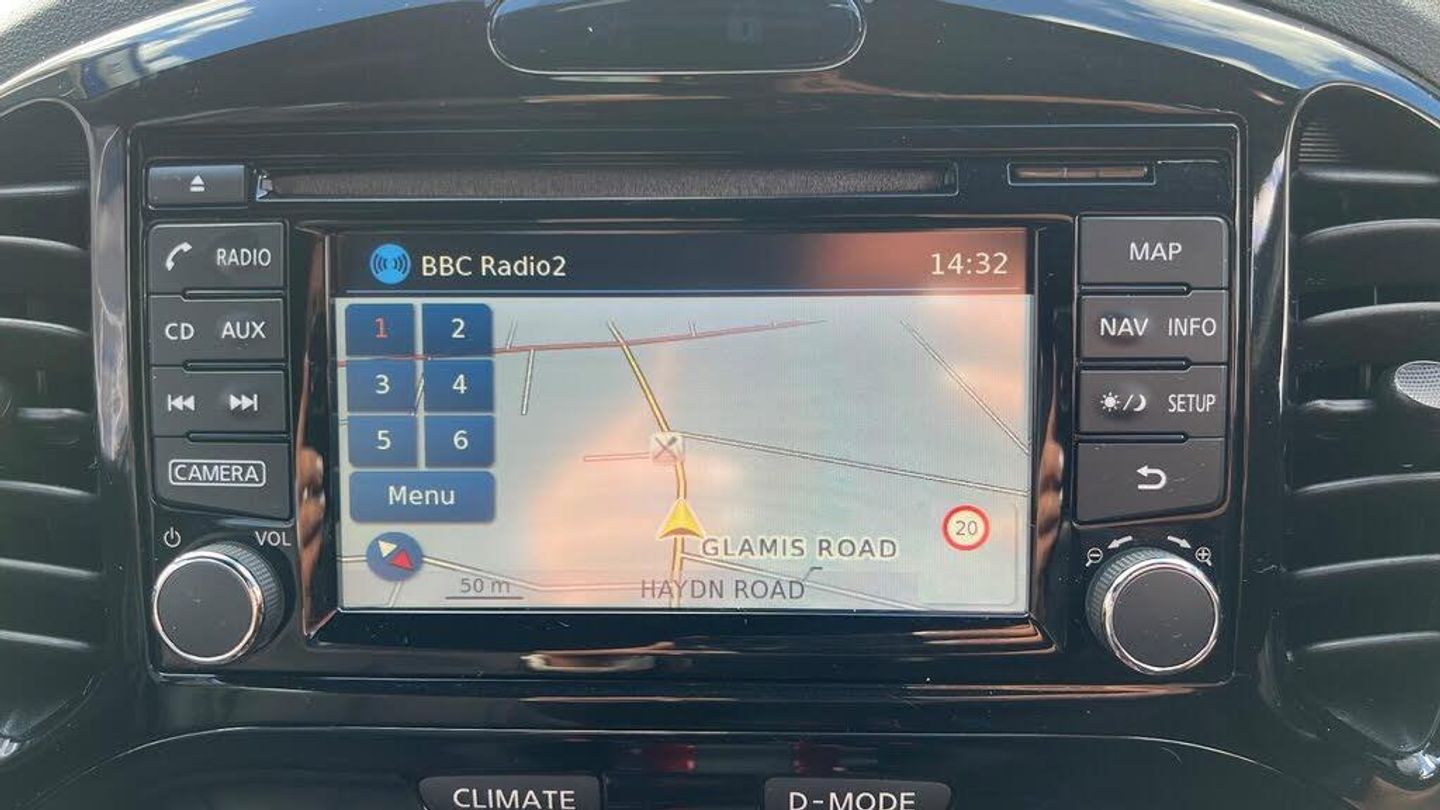 RADIO
CD AUX
CAMERA
VOL
BBC Radio2 14:32
1 2
3 4
5 6
Menu
20
GLAMIS ROAD
50 m
HAYDN ROAD
MAP
NAV INFO
SETUP
CLIMATE D-MODE